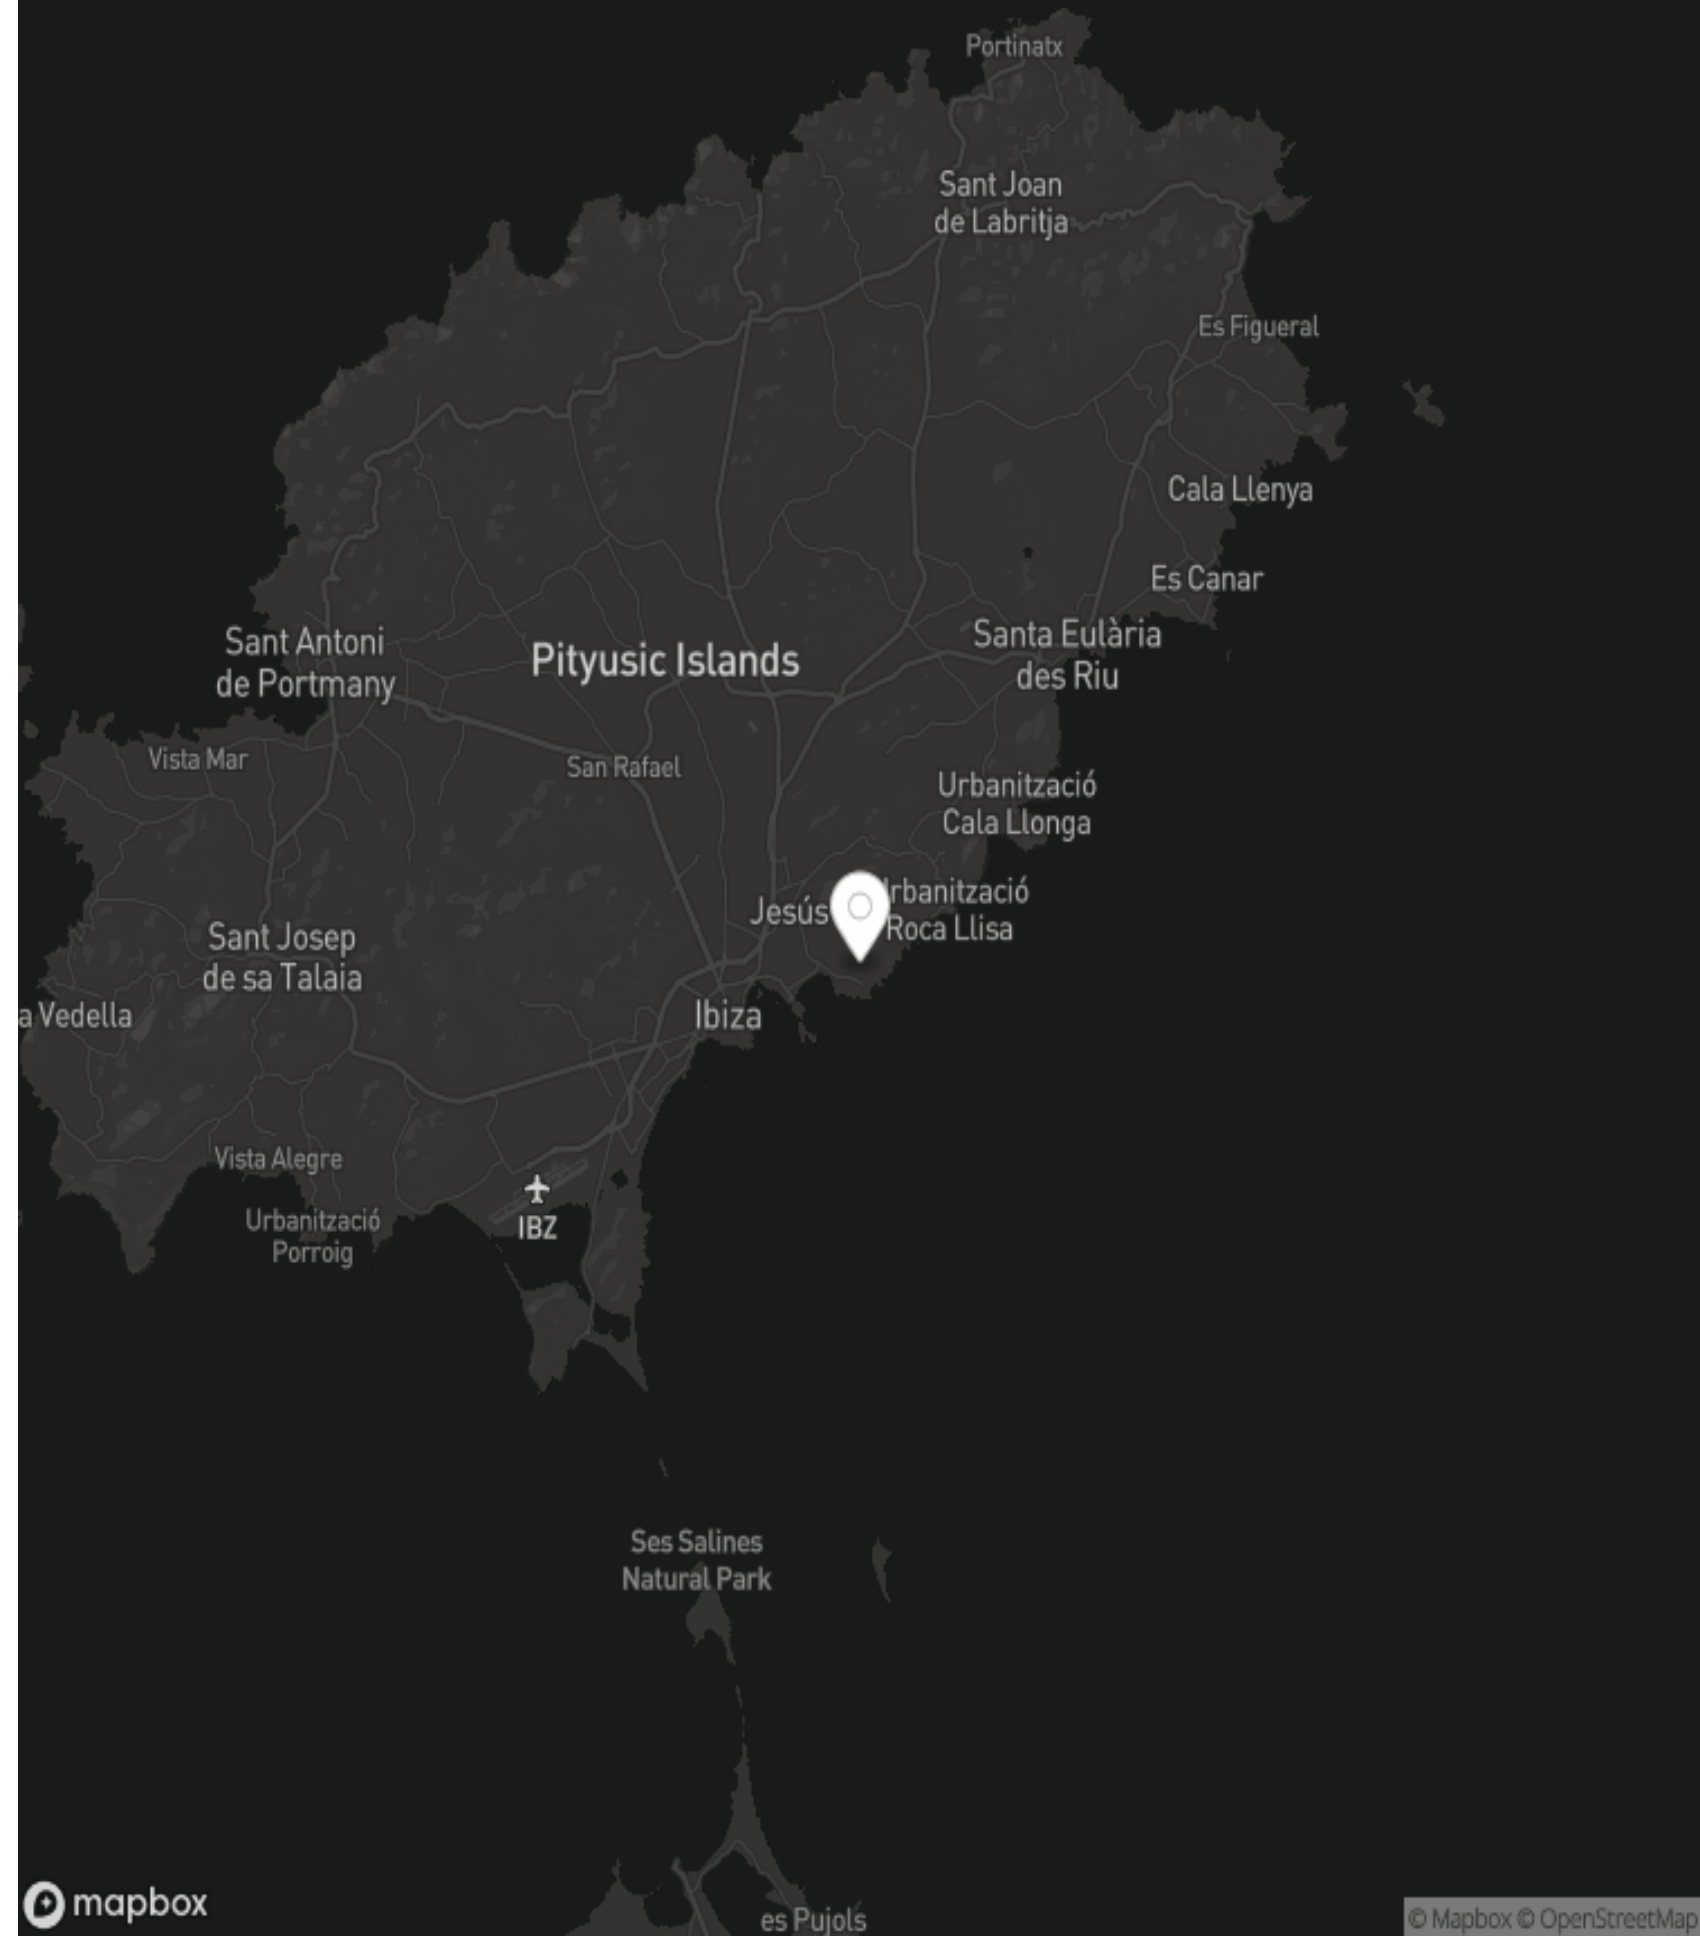 Portinatx
Sant Joan
de Labritja
Es Figueral
Cala Llenya
Es Canar
Sant Antoni
de Portmany
Pityusic Islands
Santa Eulària
des Riu
Vista Mar
San Rafael
Urbanització
Cala Llonga
Jesús
rbanització
Roca Llisa
Sant Josep
de sa Talaia
a Vedella
Ibiza
Vista Alegre
IBZ
Urbanització
Porroig
Ses Salines
Natural Park
mapbox
es Pujols
© Mapbox © OpenStreetMap